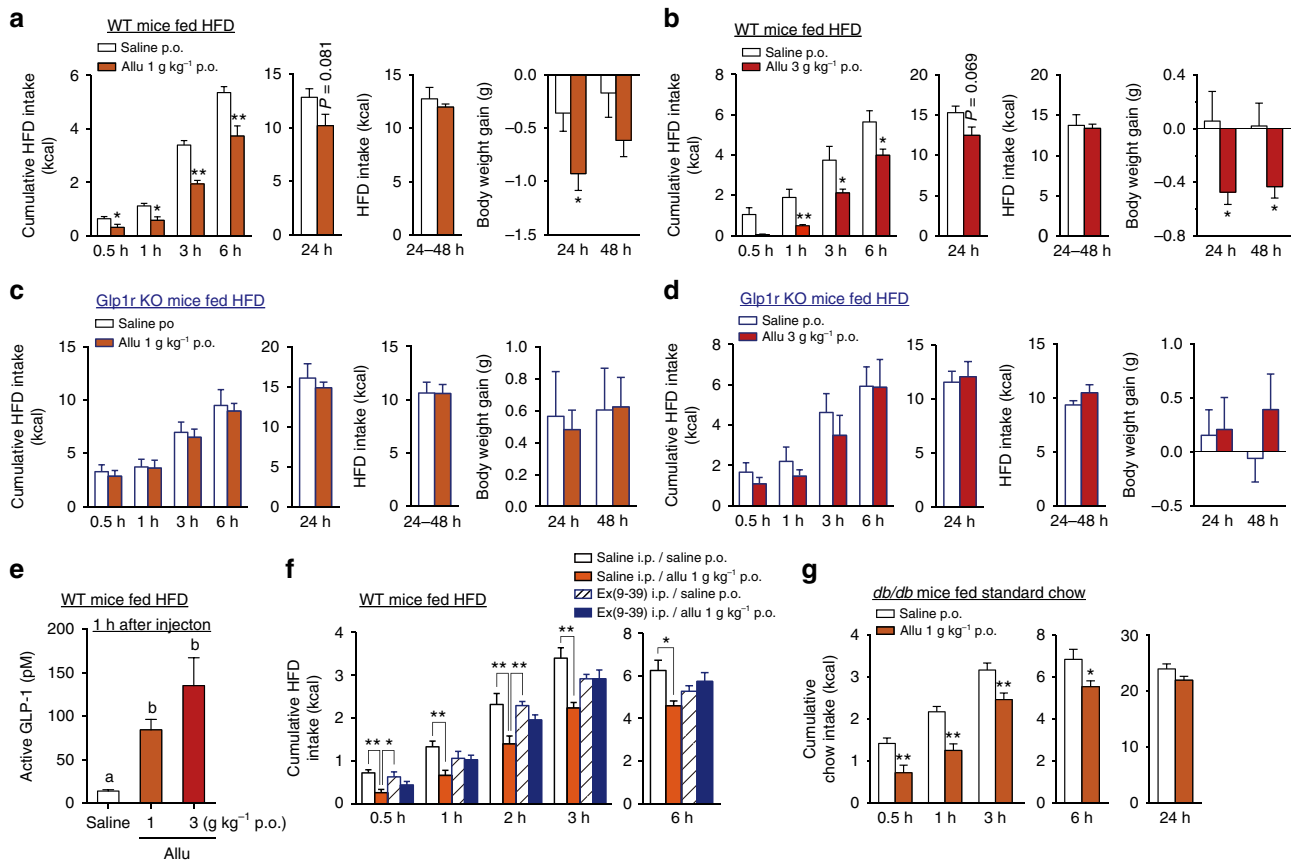 a
WT mice fed HFD
Saline p.o.
Allu 1 g kg⁻¹ p.o.
Cumulative HFD intake
(kcal)
6
4
2
0
*
*
**
**
0.5 h 1 h 3 h 6 h
15
10
5
0
P = 0.081
24 h
HFD intake (kcal)
15
10
5
0
24–48 h
Body weight gain (g)
0.0
−0.5
−1.0
−1.5
*
24 h 48 h
b
WT mice fed HFD
Saline p.o.
Allu 3 g kg⁻¹ p.o.
Cumulative HFD intake
(kcal)
8
6
4
2
0
**
*
*
0.5 h 1 h 3 h 6 h
20
15
10
5
0
P = 0.069
24 h
HFD intake (kcal)
20
15
10
5
0
24–48 h
Body weight gain (g)
0.4
0.0
−0.4
−0.8
*
*
24 h 48 h
c
Glp1r KO mice fed HFD
Saline po
Allu 1 g kg⁻¹ p.o.
Cumulative HFD intake
(kcal)
15
10
5
0
0.5 h 1 h 3 h 6 h
20
15
10
5
0
24 h
HFD intake (kcal)
15
10
5
0
24–48 h
Body weight gain (g)
1.0
0.8
0.6
0.4
0.2
0.0
24 h 48 h
d
Glp1r KO mice fed HFD
Saline p.o.
Allu 3 g kg⁻¹ p.o.
Cumulative HFD intake
(kcal)
8
6
4
2
0
0.5 h 1 h 3 h 6 h
15
10
5
0
24 h
HFD intake (kcal)
15
10
5
0
24–48 h
Body weight gain (g)
1.0
0.5
0.0
−0.5
24 h 48 h
e
WT mice fed HFD
1 h after injecton
Active GLP-1 (pM)
200
150
100
50
0
a
b
b
Saline 1 3 (g kg⁻¹ p.o.)
Allu
f
WT mice fed HFD
Saline i.p. / saline p.o.
Saline i.p. / allu 1 g kg⁻¹ p.o.
Ex(9-39) i.p. / saline p.o.
Ex(9-39) i.p. / allu 1 g kg⁻¹ p.o.
Cumulative HFD
intake (kcal)
4
3
2
1
0
** *
**
** **
**
0.5 h 1 h 2 h 3 h
8
6
4
2
0
*
6 h
g
db/db mice fed standard chow
Saline p.o.
Allu 1 g kg⁻¹ p.o.
Cumulative
chow intake (kcal)
4
3
2
1
0
**
**
**
0.5 h 1 h 3 h
8
6
4
2
0
*
6 h
30
20
10
0
24 h